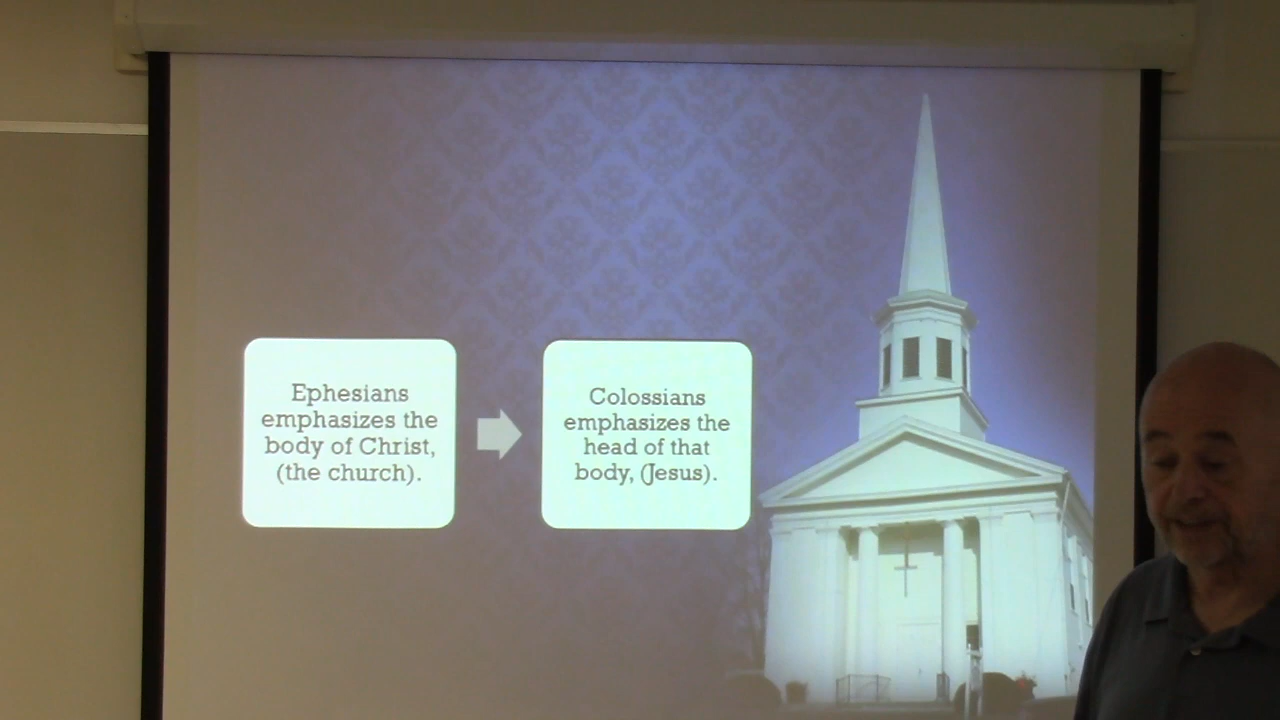 Ephesians
emphasizes the
body of Christ,
(the church).
Colossians
emphasizes the
head of that
body, (Jesus).